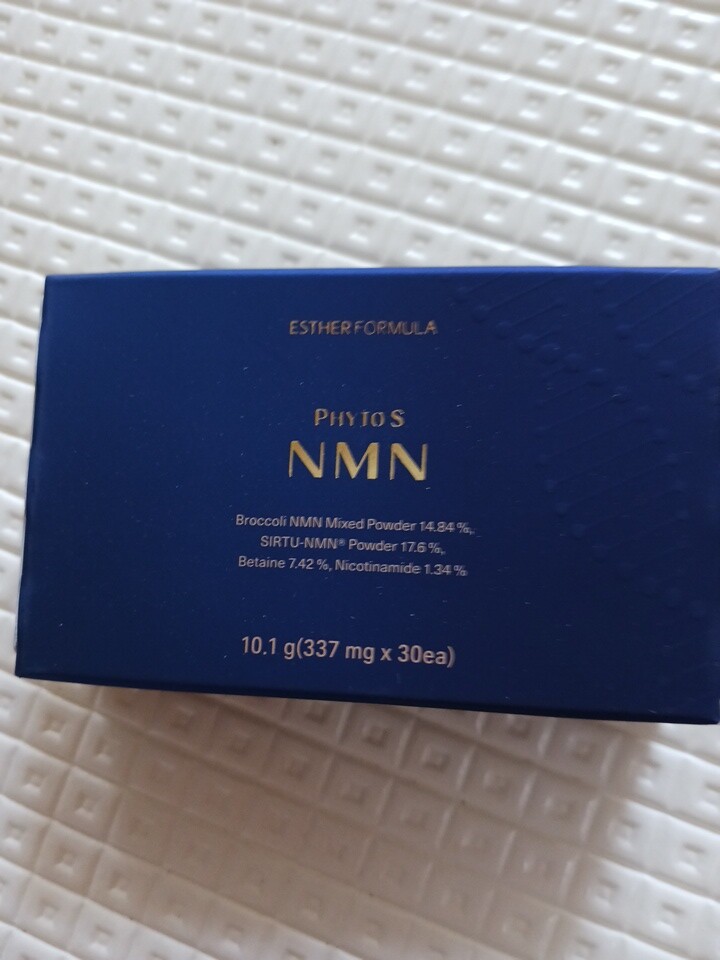 ESTHER FORMULA
PHYTO S
NMN
Broccoli NMN Mixed Powder 14.84 %,
SIRTU-NMN® Powder 17.6 %,
Betaine 7.42 %, Nicotinamide 1.34 %
10.1 g(337 mg x 30ea)